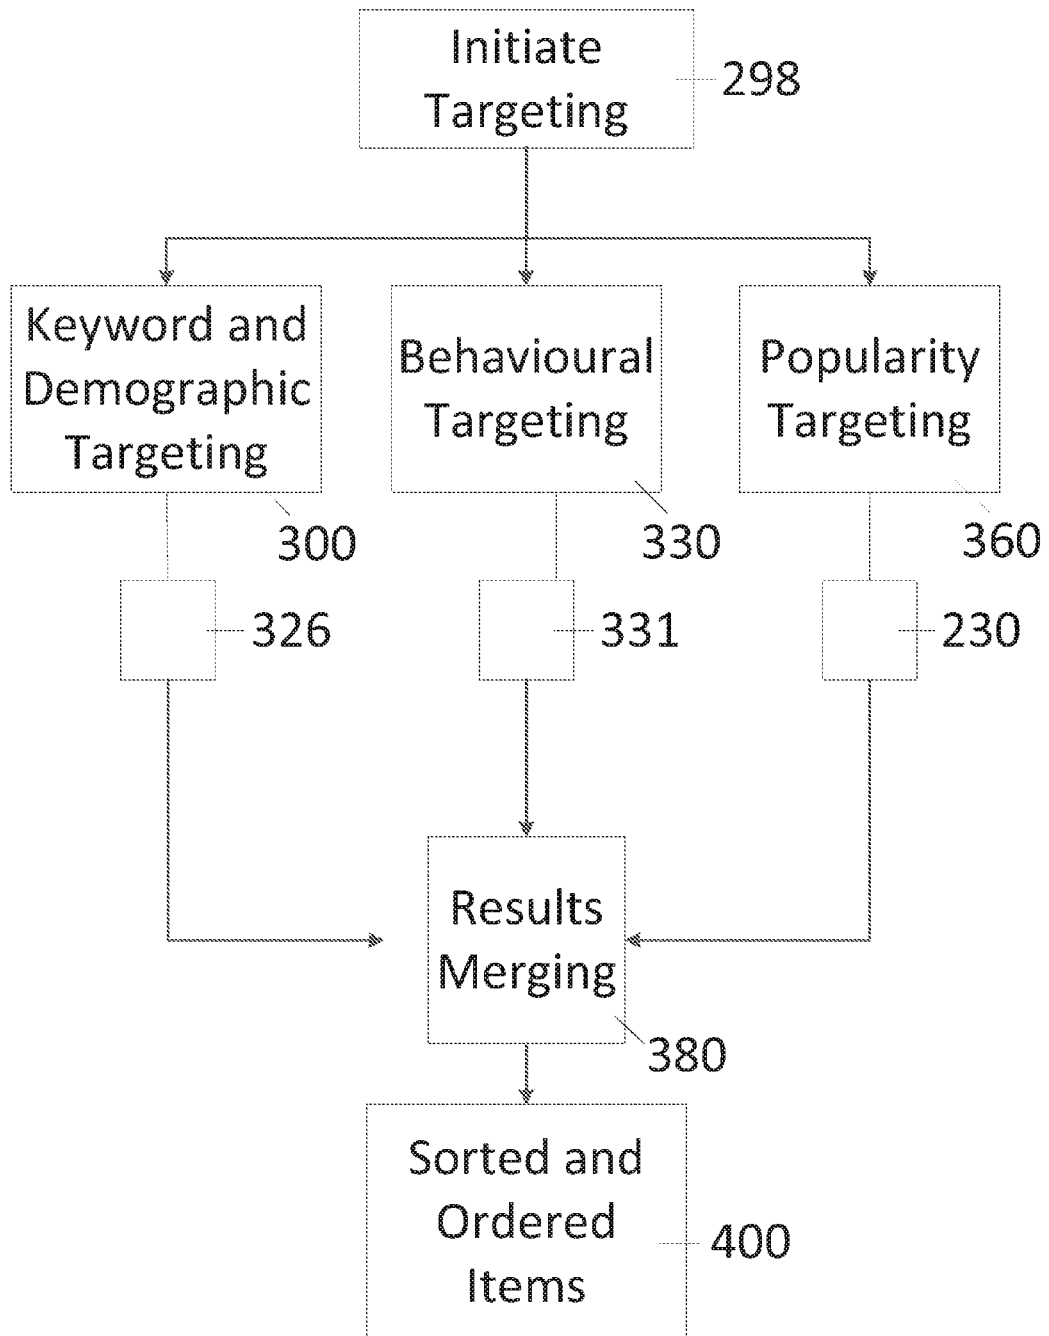 Initiate
Targeting
298
Keyword and
Demographic
Targeting
300
Behavioural
Targeting
330
Popularity
Targeting
360
326
331
230
Results
Merging
380
Sorted and
Ordered
Items
400